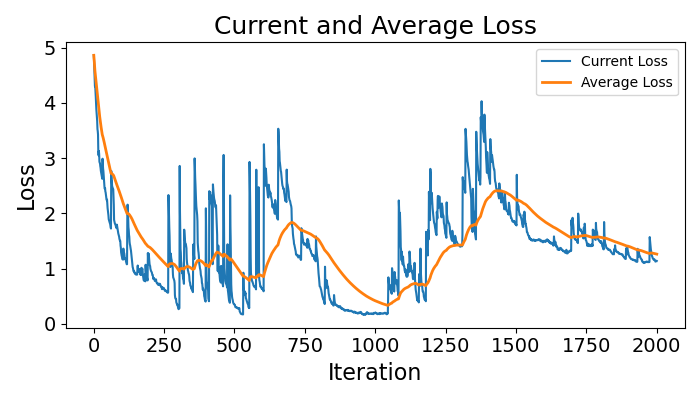 Current and Average Loss
Current Loss
Average Loss
Loss
5
4
3
2
1
0
0 250 500 750 1000 1250 1500 1750 2000
Iteration